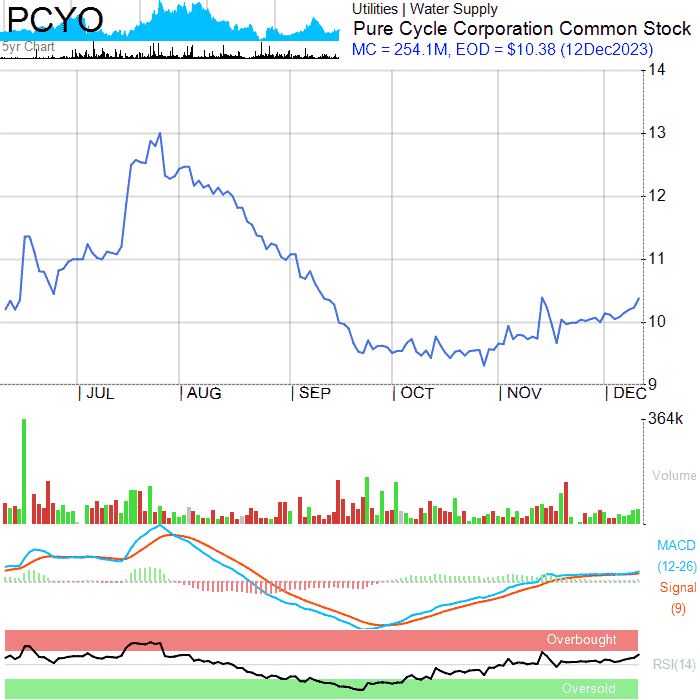 PCYO
5yr Chart
Utilities | Water Supply
Pure Cycle Corporation Common Stock
MC = 254.1M, EOD = $10.38 (12Dec2023)
14
13
12
11
10
9
JUL AUG SEP OCT NOV DEC
364k
Volume
MACD
(12-26)
Signal
(9)
Overbought
RSI(14)
Oversold